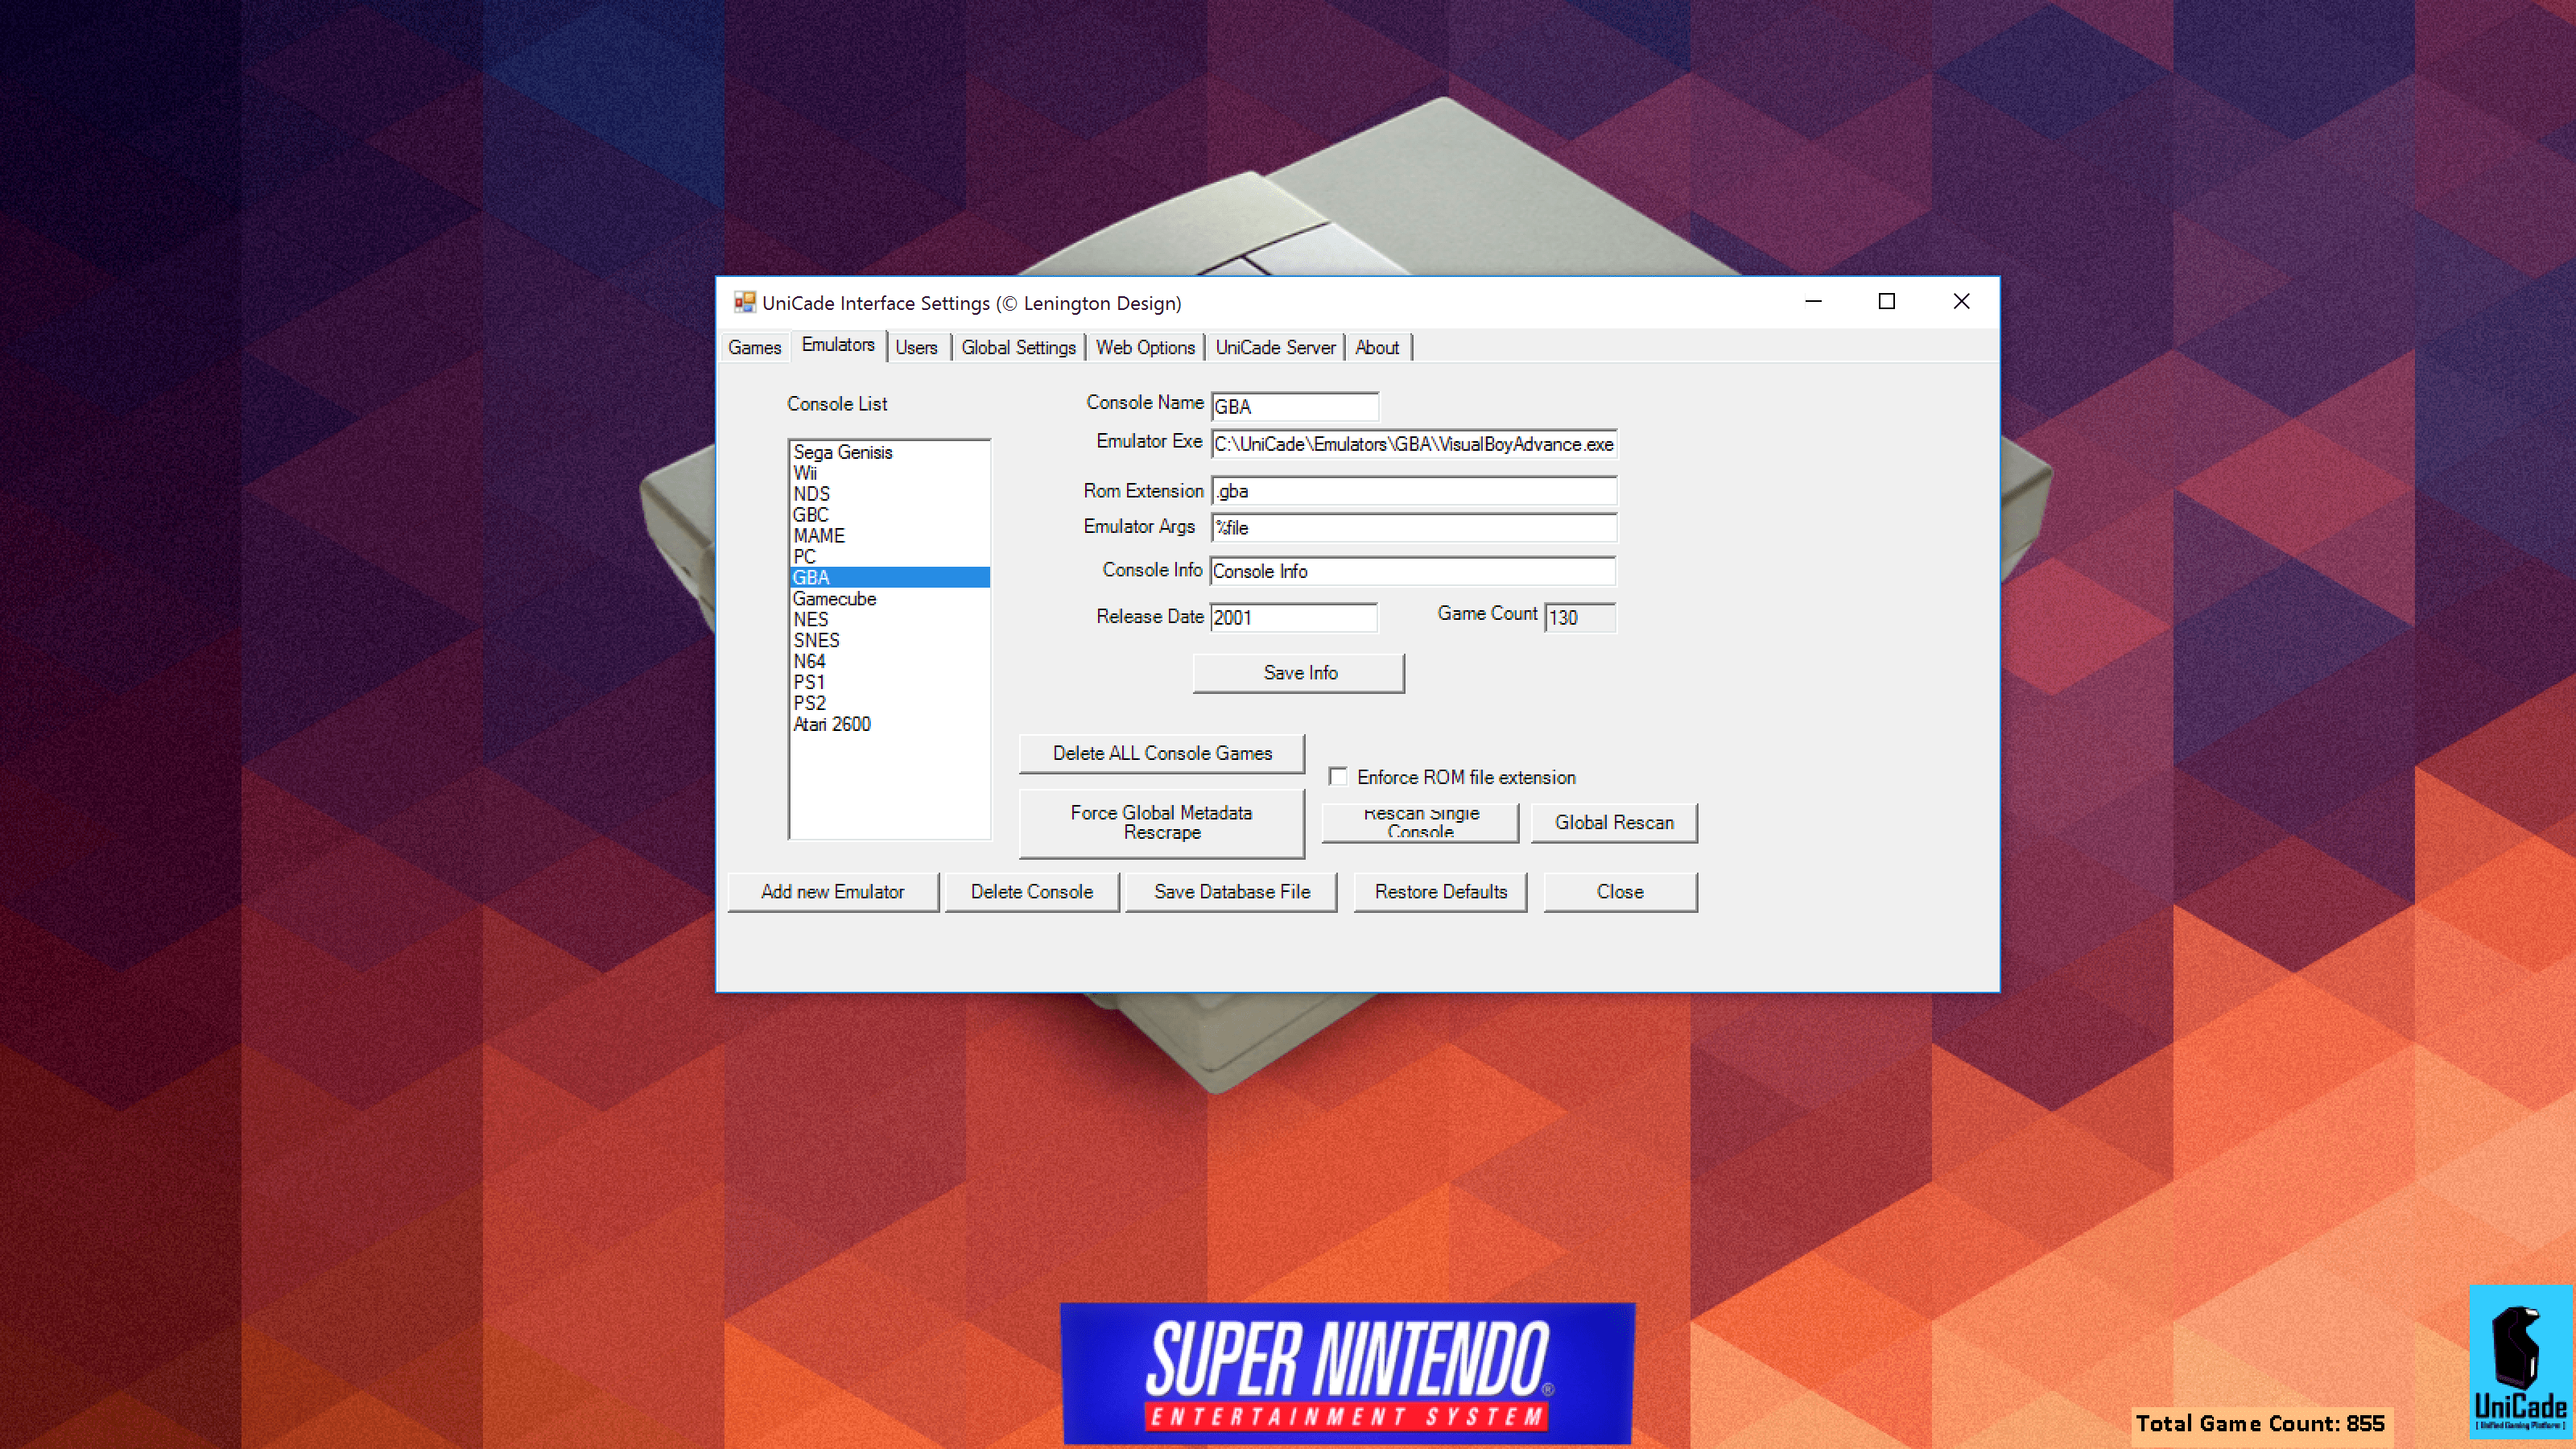 UniCade Interface Settings (© Lenington Design)
Games
Emulators
Users
Global Settings
Web Options
UniCade Server
About
Console List
Sega Genisis
Wii
NDS
GBC
MAME
PC
GBA
Gamecube
NES
SNES
N64
PS1
PS2
Atari 2600
Console Name GBA
Emulator Exe C:\UniCade\Emulators\GBA\VisualBoyAdvance.exe
Rom Extension .gba
Emulator Args %file
Console Info Console Info
Release Date 2001
Game Count 130
Save Info
Delete ALL Console Games
Enforce ROM file extension
Force Global Metadata
Rescrape
Rescan Single
Console
Global Rescan
Add new Emulator
Delete Console
Save Database File
Restore Defaults
Close
SUPER NINTENDO®
ENTERTAINMENT SYSTEM
Total Game Count: 855
UniCade
[ Unified Gaming Platform ]